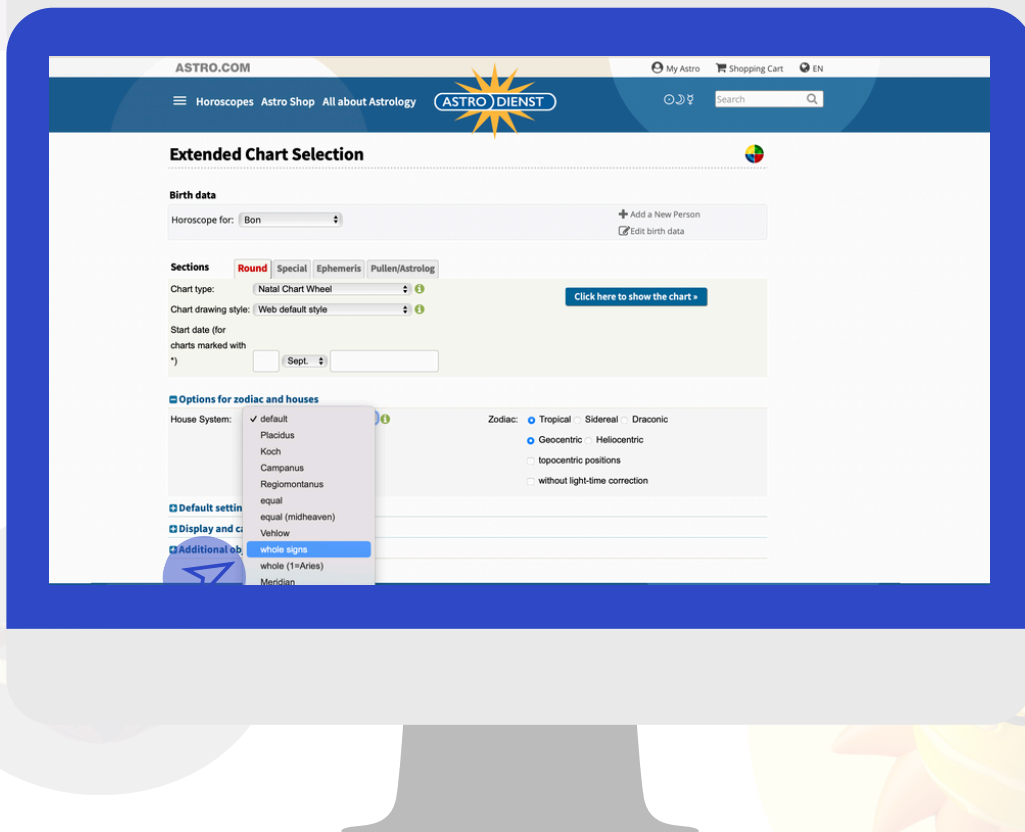 ASTRO.COM
My Astro Shopping Cart EN
Horoscopes Astro Shop All about Astrology
ASTRO DIENST
Search
Extended Chart Selection
Birth data
Horoscope for: Bon
Add a New Person
Edit birth data
Sections Round Special Ephemeris Pullen/Astrolog
Chart type: Natal Chart Wheel
Click here to show the chart »
Chart drawing style: Web default style
Start date (for
charts marked with
*) Sept.
Options for zodiac and houses
House System: ✓ default
Placidus
Koch
Campanus
Regiomontanus
equal
equal (midheaven)
Vehlow
whole signs
whole (1=Aries)
Meridian
Zodiac: Tropical Sidereal Draconic
Geocentric Heliocentric
topocentric positions
without light-time correction
Default settin
Display and ca
Additional ob